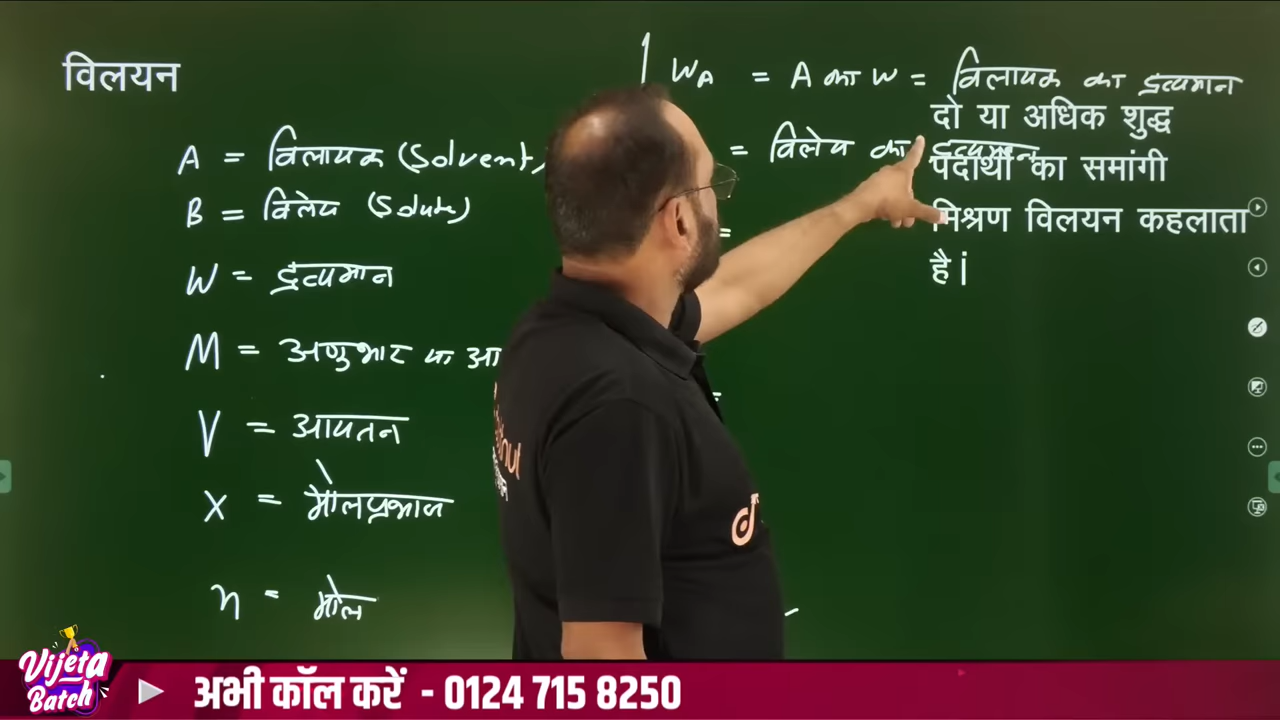 विलयन
A = विलायक (Solvent)
B = विलेय (Solute)
W = द्रव्यमान
M = अणुभार या
V = आयतन
x = मोलप्रभाज
n = मोल
WA = A का W = विलायक का द्रव्यमान
= विलेय का द्रव्यमान
=
दो या अधिक शुद्ध
पदार्थो का समांगी
मिश्रण विलयन कहलाता
है i
Vijeta
Batch
अभी कॉल करें - 0124 715 8250